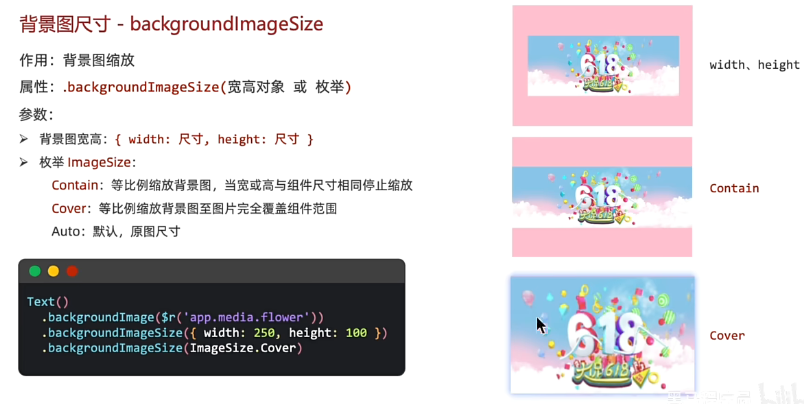 背景图尺寸 - backgroundImageSize
作用：背景图缩放
属性：.backgroundImageSize(宽高对象 或 枚举)
参数：
➢ 背景图宽高：{ width: 尺寸, height: 尺寸 }
➢ 枚举 ImageSize：
Contain：等比例缩放背景图，当宽或高与组件尺寸相同停止缩放
Cover：等比例缩放背景图至图片完全覆盖组件范围
Auto：默认，原图尺寸
Text()
.backgroundImage($r('app.media.flower'))
.backgroundImageSize({ width: 250, height: 100 })
.backgroundImageSize(ImageSize.Cover)
618
width、height
618
Contain
618
Cover